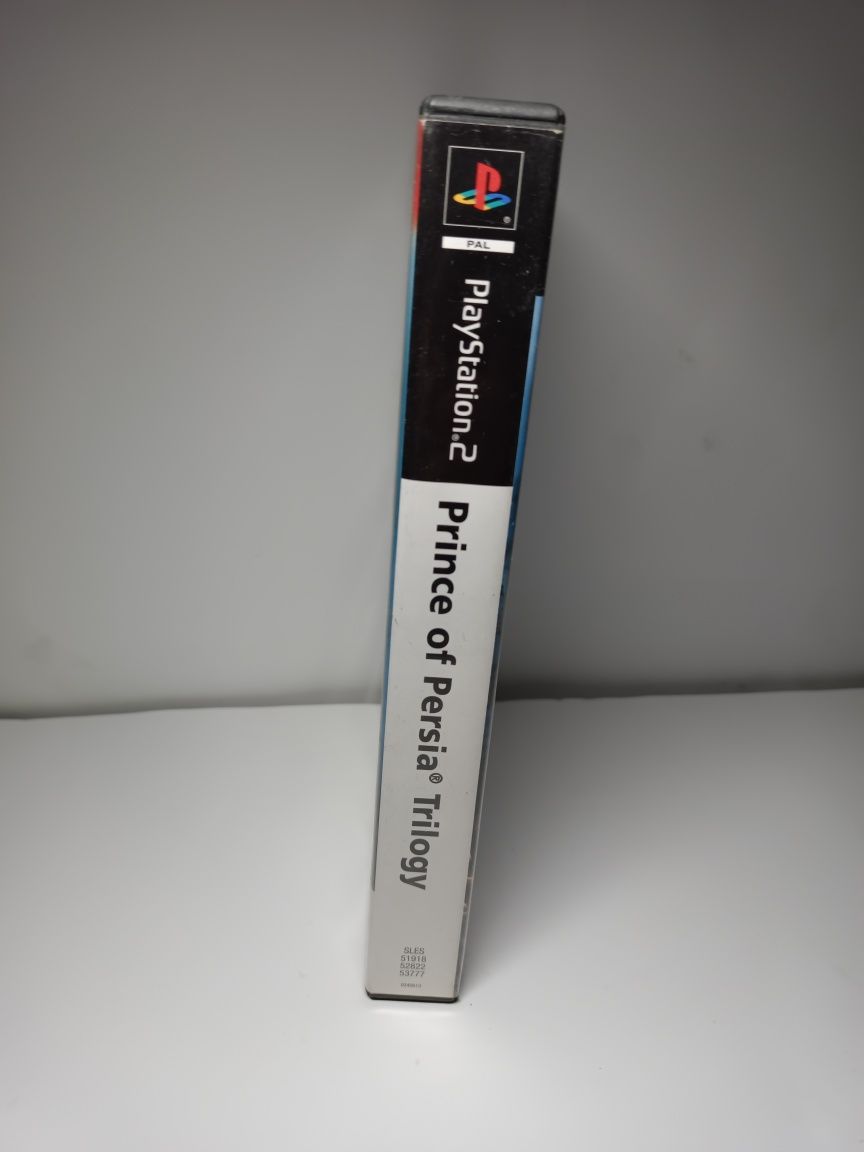 PAL
PlayStation®2
Prince of Persia® Trilogy
SLES
51918
52822
53777